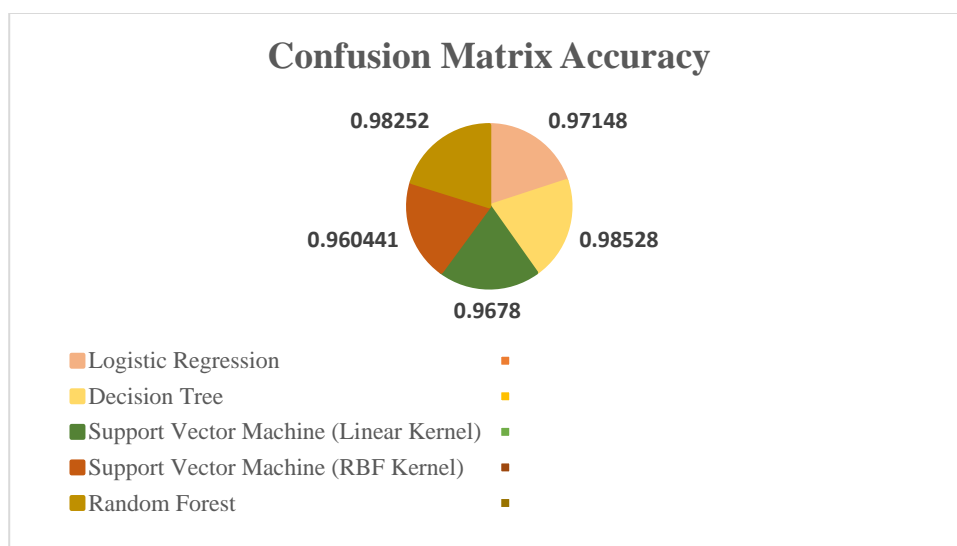 Confusion Matrix Accuracy
0.98252
0.97148
0.960441
0.98528
0.9678
Logistic Regression
Decision Tree
Support Vector Machine (Linear Kernel)
Support Vector Machine (RBF Kernel)
Random Forest